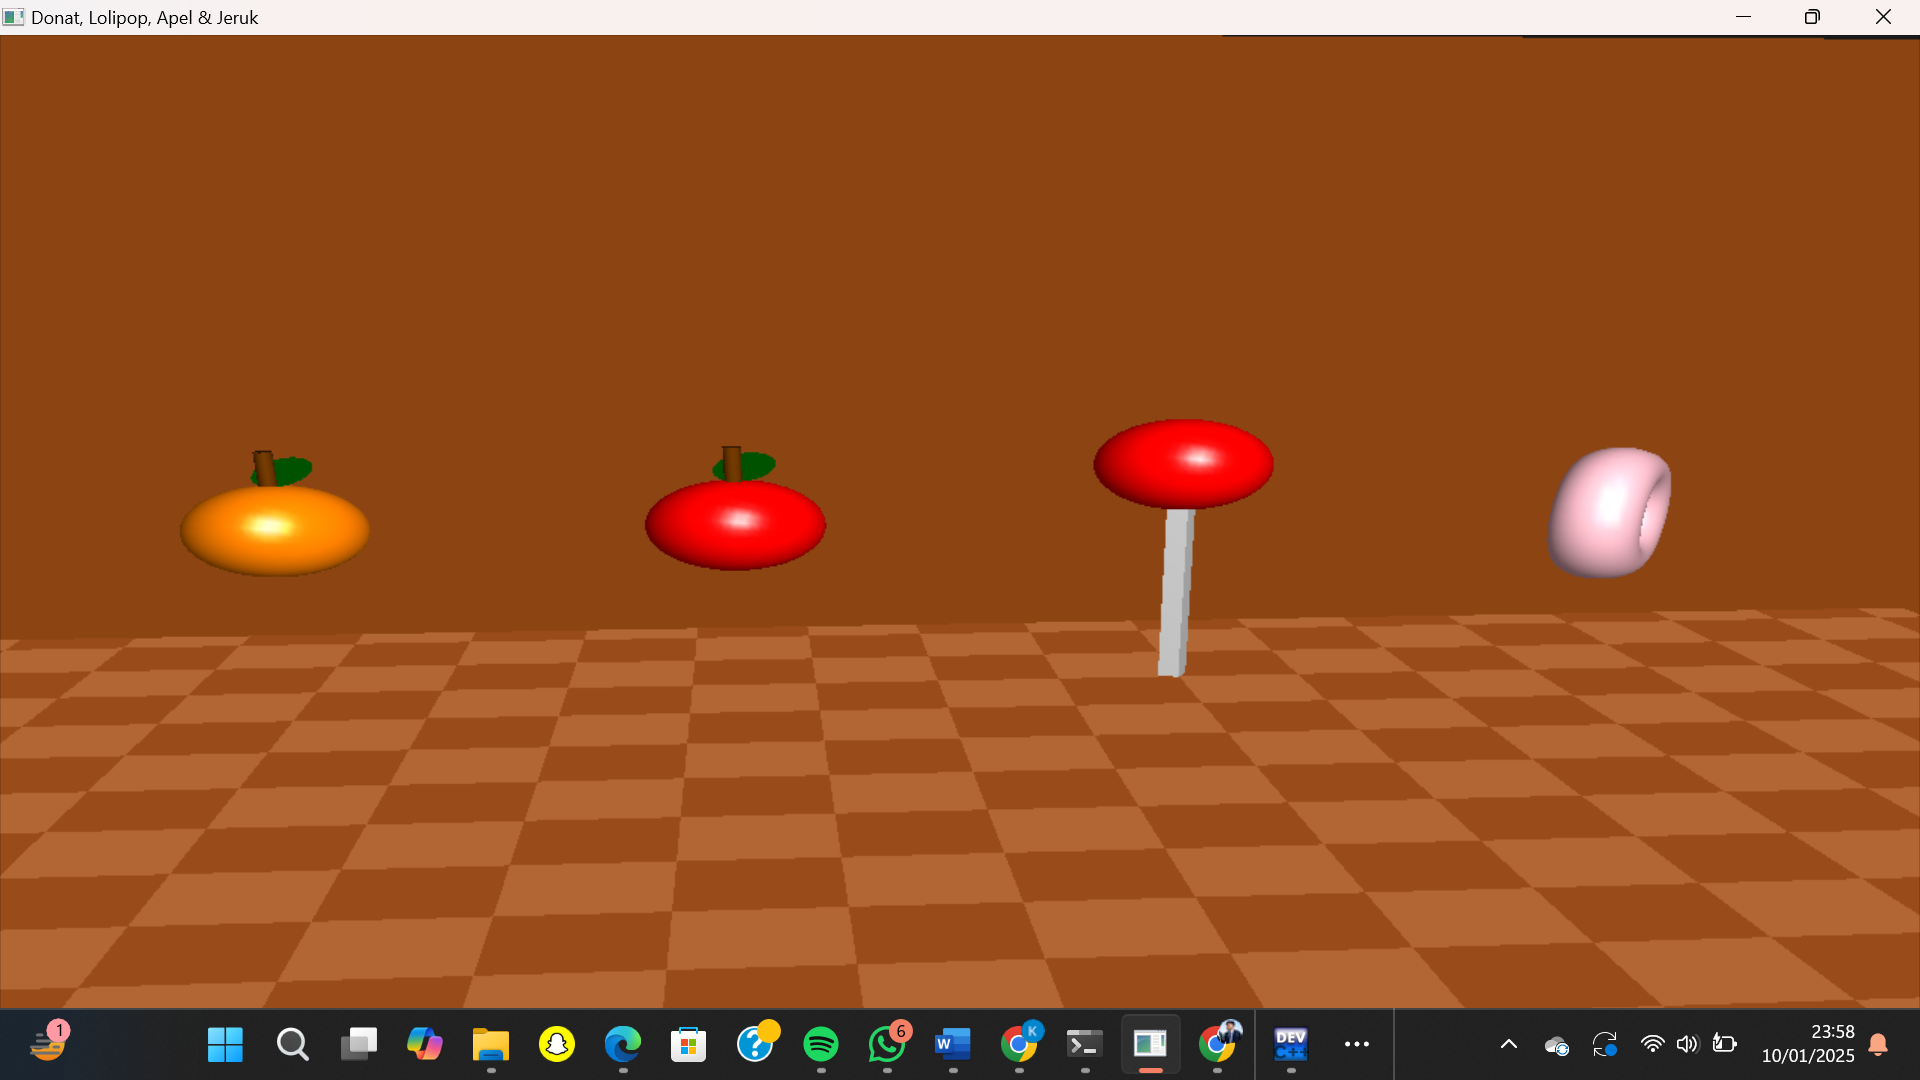 Donat, Lolipop, Apel & Jeruk
1
?
6
W
K
DEV
C++
23:58
10/01/2025